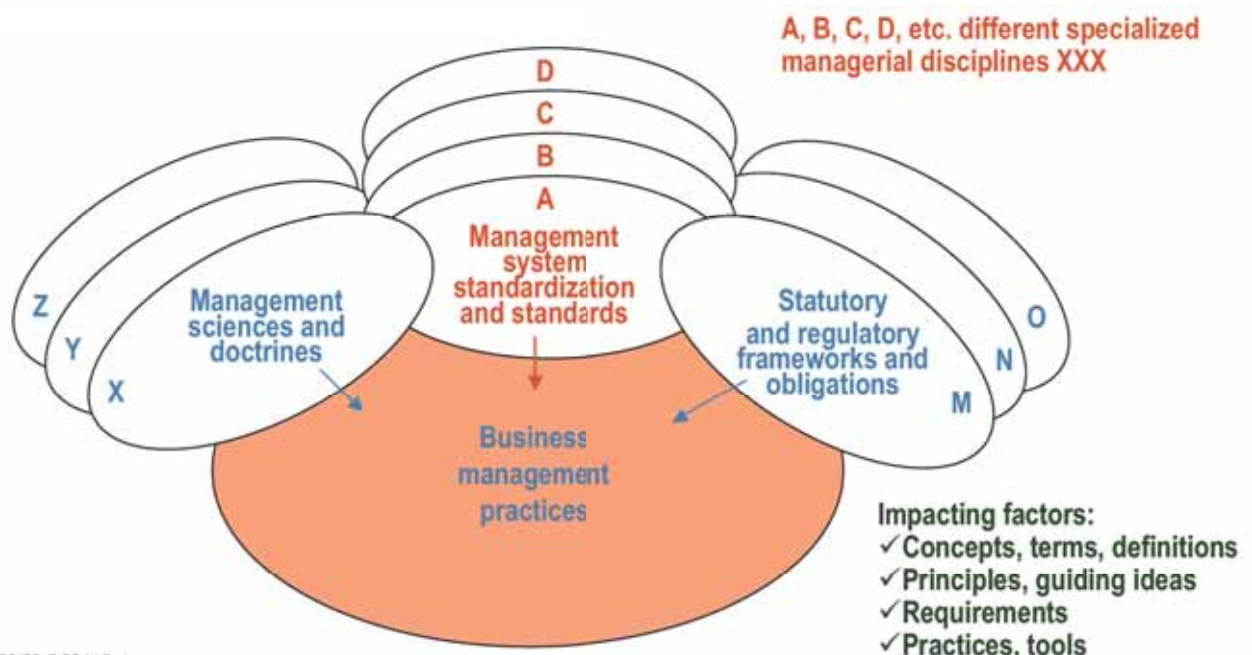 A, B, C, D, etc. different specialized
managerial disciplines XXX
D
C
B
A
Management
system
standardization
and standards
Z
Y
X
Management
sciences and
doctrines
Statutory
and regulatory
frameworks and
obligations
O
N
M
Business
management
practices
Impacting factors:
✓Concepts, terms, definitions
✓Principles, guiding ideas
✓Requirements
✓Practices, tools